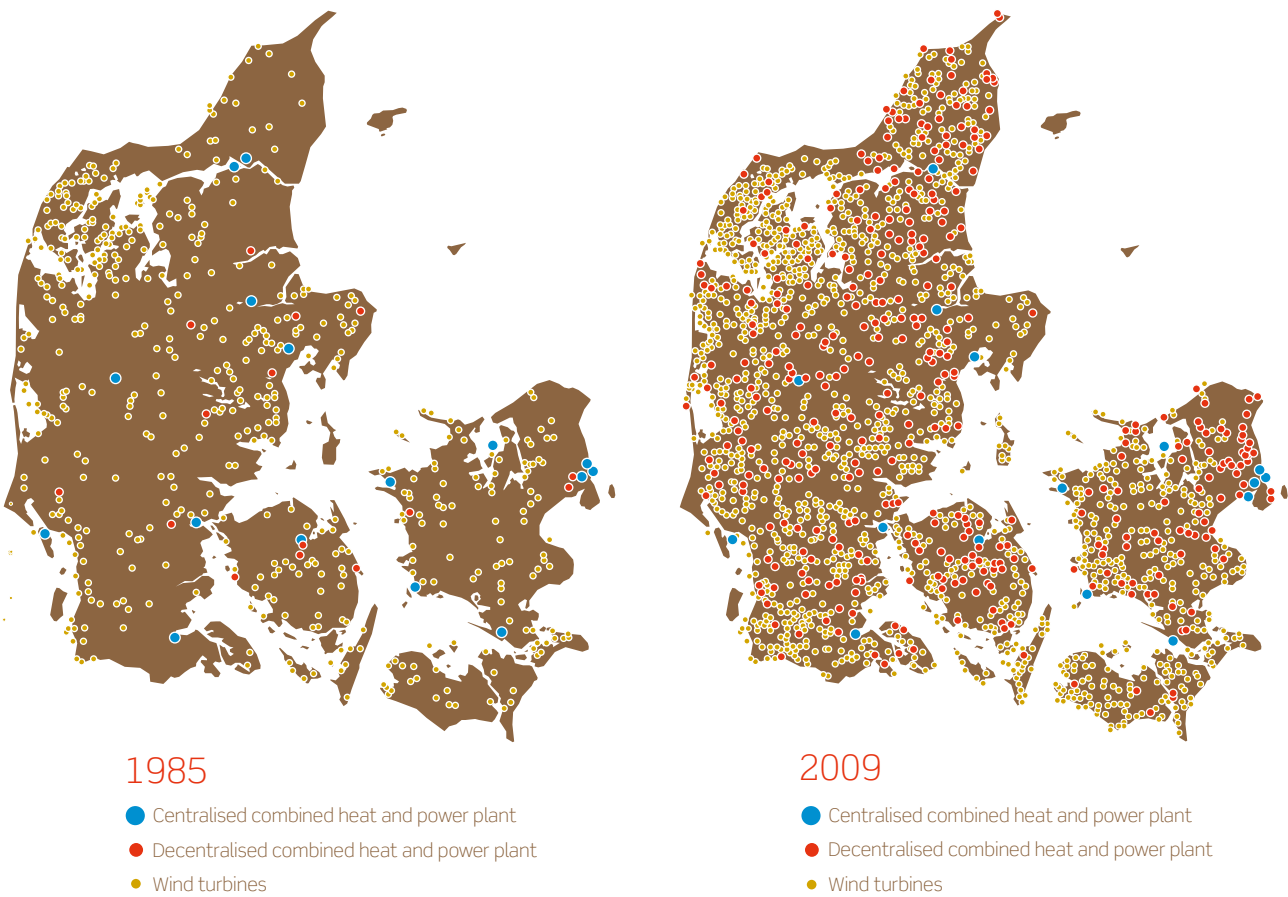 1985
Centralised combined heat and power plant
Decentralised combined heat and power plant
Wind turbines
2009
Centralised combined heat and power plant
Decentralised combined heat and power plant
Wind turbines